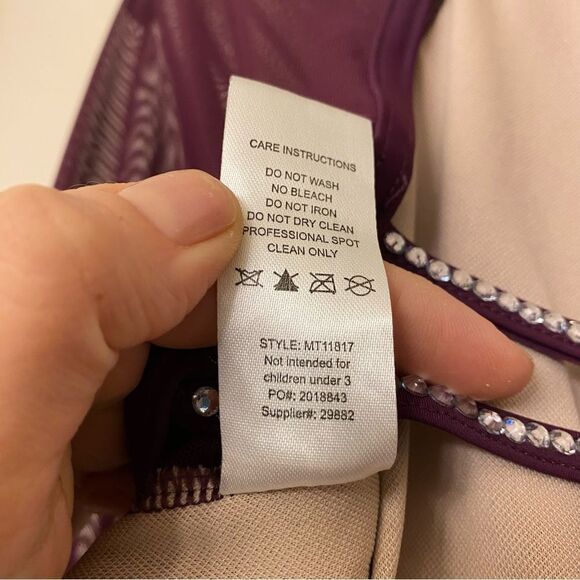 CARE INSTRUCTIONS
DO NOT WASH
NO BLEACH
DO NOT IRON
DO NOT DRY CLEAN
PROFESSIONAL SPOT
CLEAN ONLY
STYLE: MT11817
Not intended for
children under 3
PO#: 2018843
Supplier#: 29882